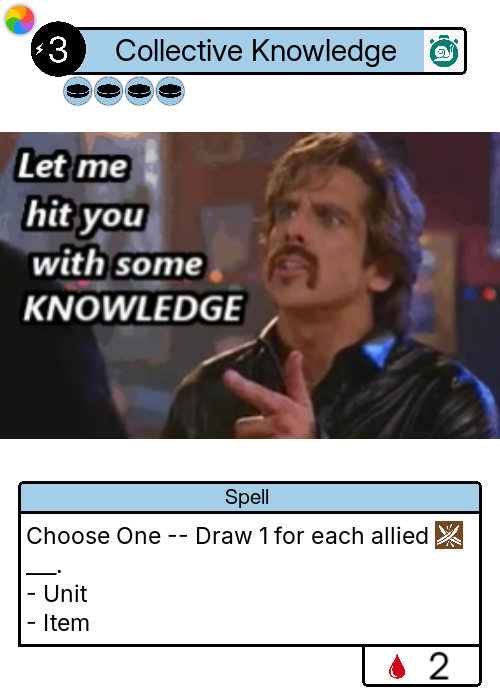 3
Collective Knowledge
Let me
hit you
with some
KNOWLEDGE
Spell
Choose One -- Draw 1 for each allied
___.
- Unit
- Item
2